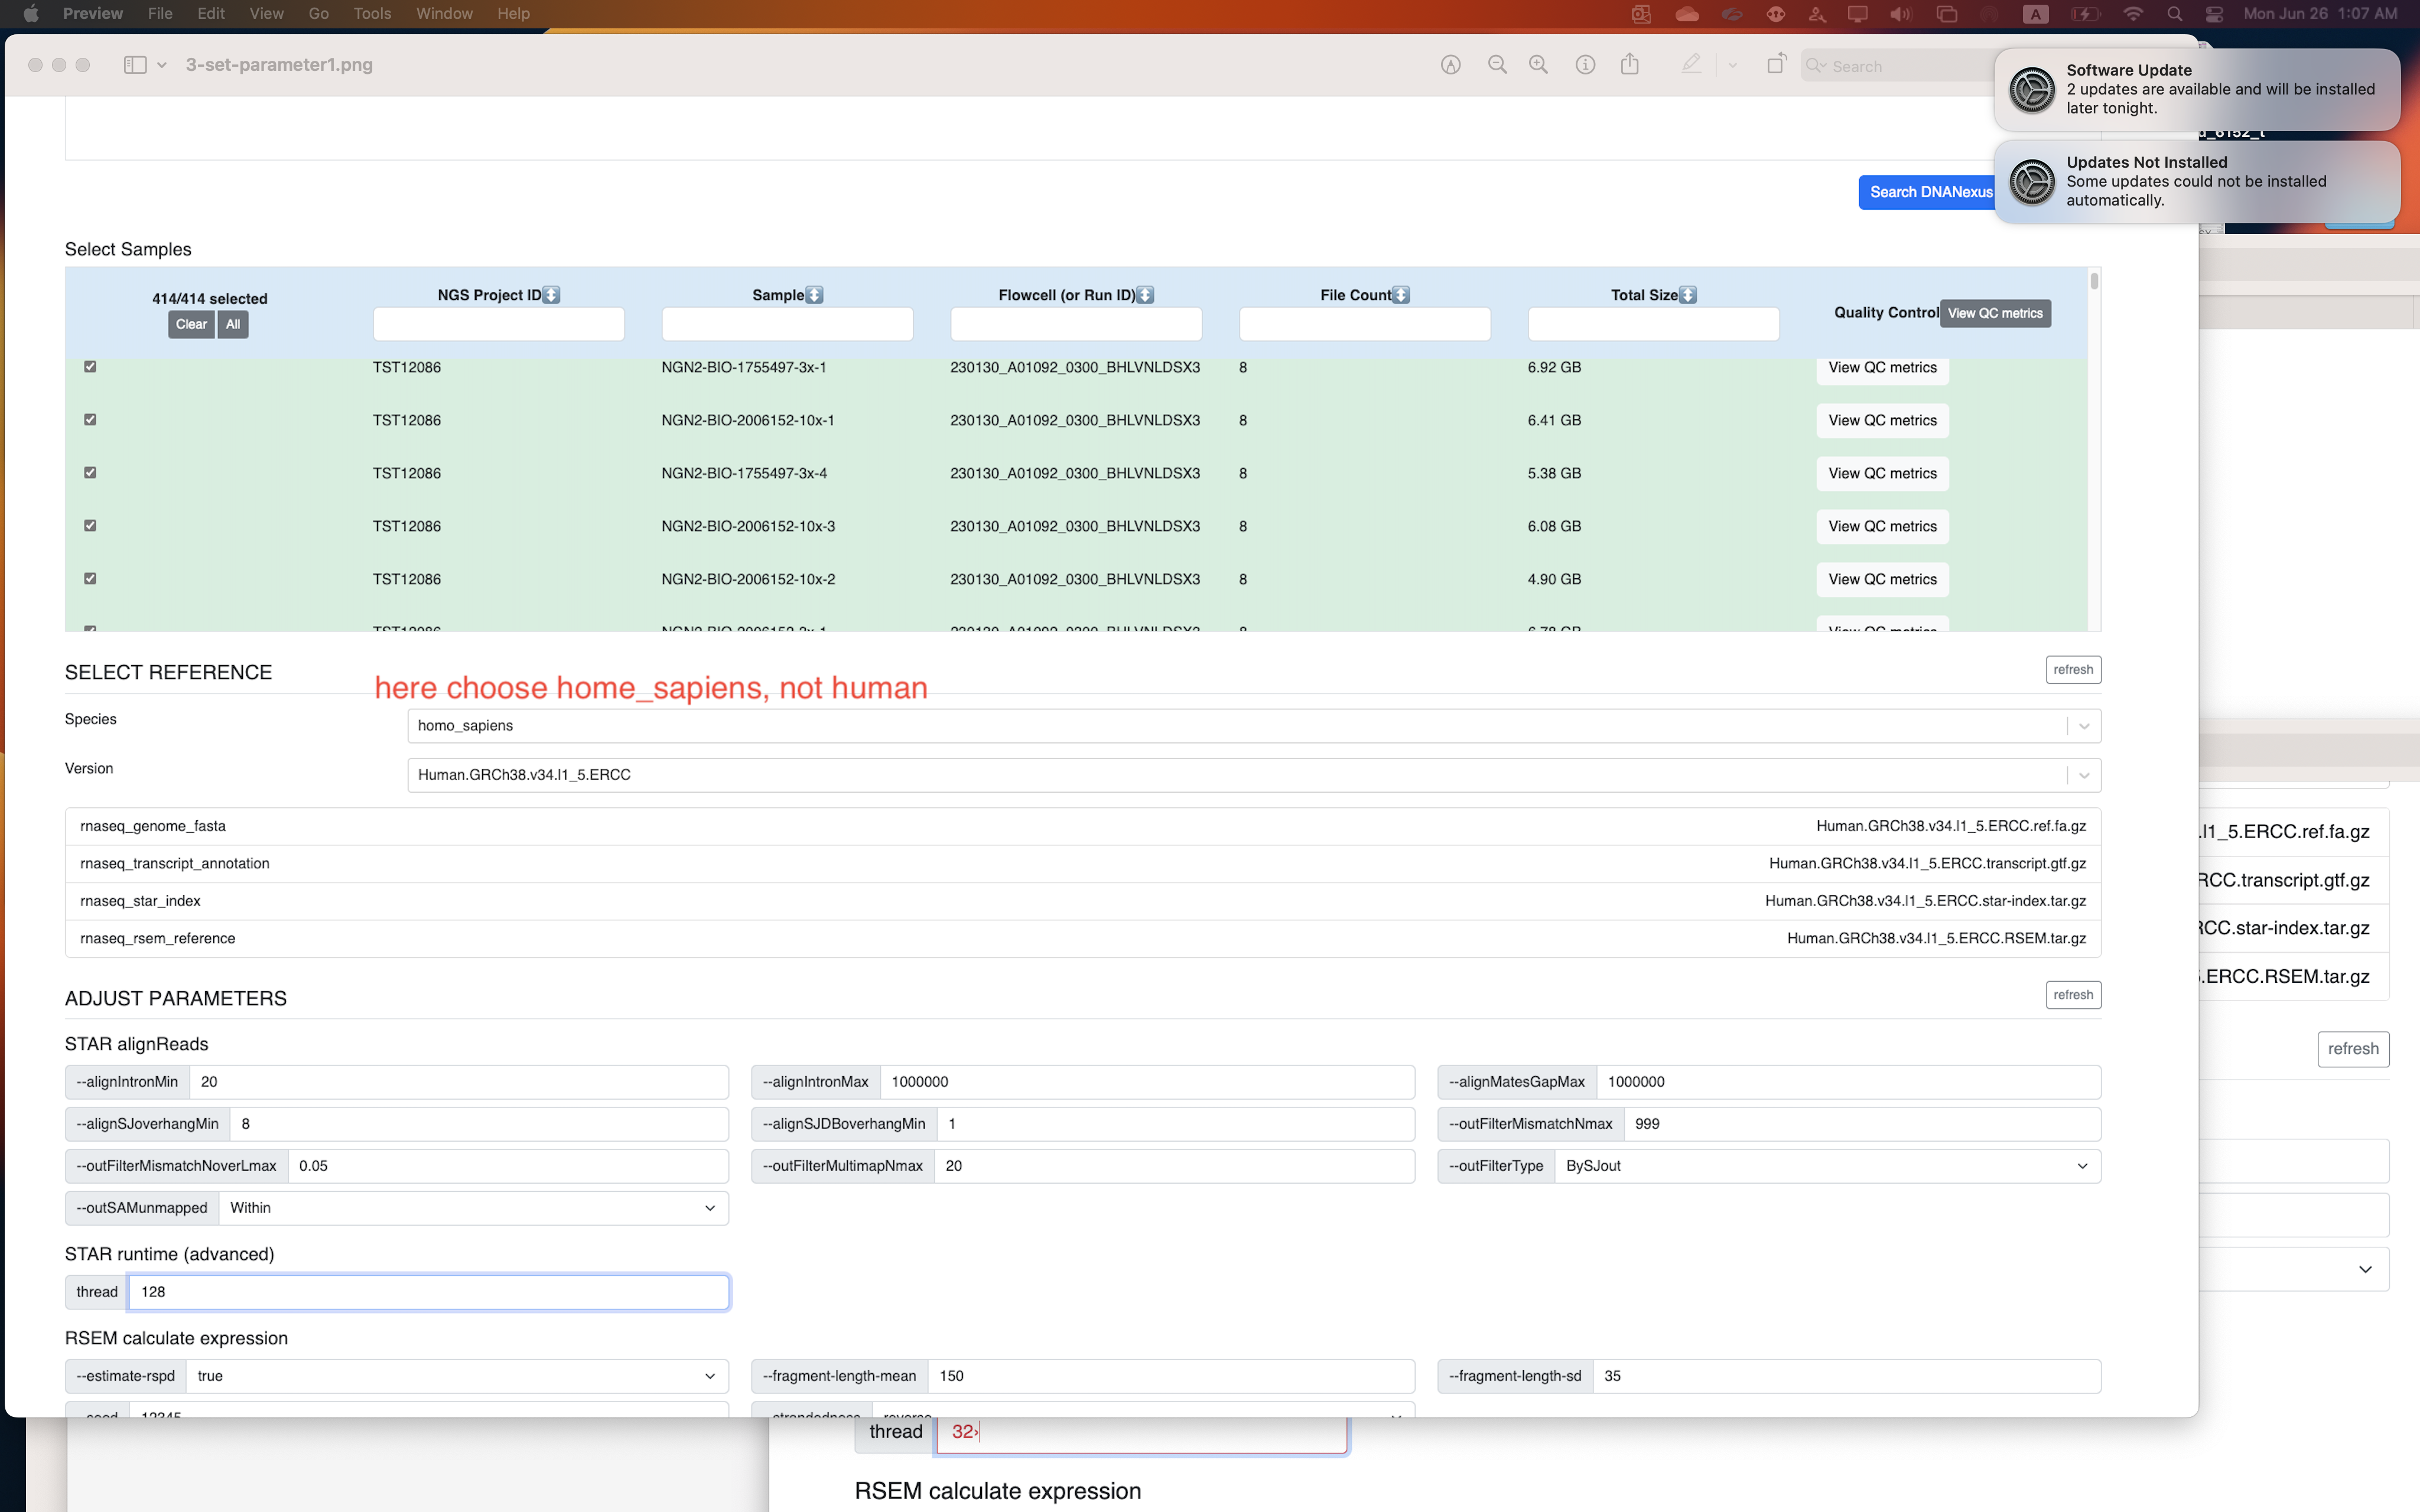 Preview File Edit View Go Tools Window Help
A
Mon Jun 26 1:07 AM
3-set-parameter1.png
Search
Software Update
2 updates are available and will be installed
later tonight.
Updates Not Installed
Some updates could not be installed
automatically.
Search DNANexus
Select Samples
414/414 selected
Clear All
NGS Project ID Sample Flowcell (or Run ID) File Count Total Size Quality Control View QC metrics
TST12086 NGN2-BIO-1755497-3x-1 230130_A01092_0300_BHLVNLDSX3 8 6.92 GB View QC metrics
TST12086 NGN2-BIO-2006152-10x-1 230130_A01092_0300_BHLVNLDSX3 8 6.41 GB View QC metrics
TST12086 NGN2-BIO-1755497-3x-4 230130_A01092_0300_BHLVNLDSX3 8 5.38 GB View QC metrics
TST12086 NGN2-BIO-2006152-10x-3 230130_A01092_0300_BHLVNLDSX3 8 6.08 GB View QC metrics
TST12086 NGN2-BIO-2006152-10x-2 230130_A01092_0300_BHLVNLDSX3 8 4.90 GB View QC metrics
SELECT REFERENCE
refresh
here choose home_sapiens, not human
Species homo_sapiens
Version Human.GRCh38.v34.l1_5.ERCC
rnaseq_genome_fasta Human.GRCh38.v34.l1_5.ERCC.ref.fa.gz
rnaseq_transcript_annotation Human.GRCh38.v34.l1_5.ERCC.transcript.gtf.gz
rnaseq_star_index Human.GRCh38.v34.l1_5.ERCC.star-index.tar.gz
rnaseq_rsem_reference Human.GRCh38.v34.l1_5.ERCC.RSEM.tar.gz
.l1_5.ERCC.ref.fa.gz
RCC.transcript.gtf.gz
RCC.star-index.tar.gz
.ERCC.RSEM.tar.gz
ADJUST PARAMETERS
refresh
refresh
STAR alignReads
--alignIntronMin 20 --alignIntronMax 1000000 --alignMatesGapMax 1000000
--alignSJoverhangMin 8 --alignSJDBoverhangMin 1 --outFilterMismatchNmax 999
--outFilterMismatchNoverLmax 0.05 --outFilterMultimapNmax 20 --outFilterType BySJout
--outSAMunmapped Within
STAR runtime (advanced)
thread 128
RSEM calculate expression
--estimate-rspd true --fragment-length-mean 150 --fragment-length-sd 35
thread 32›
RSEM calculate expression